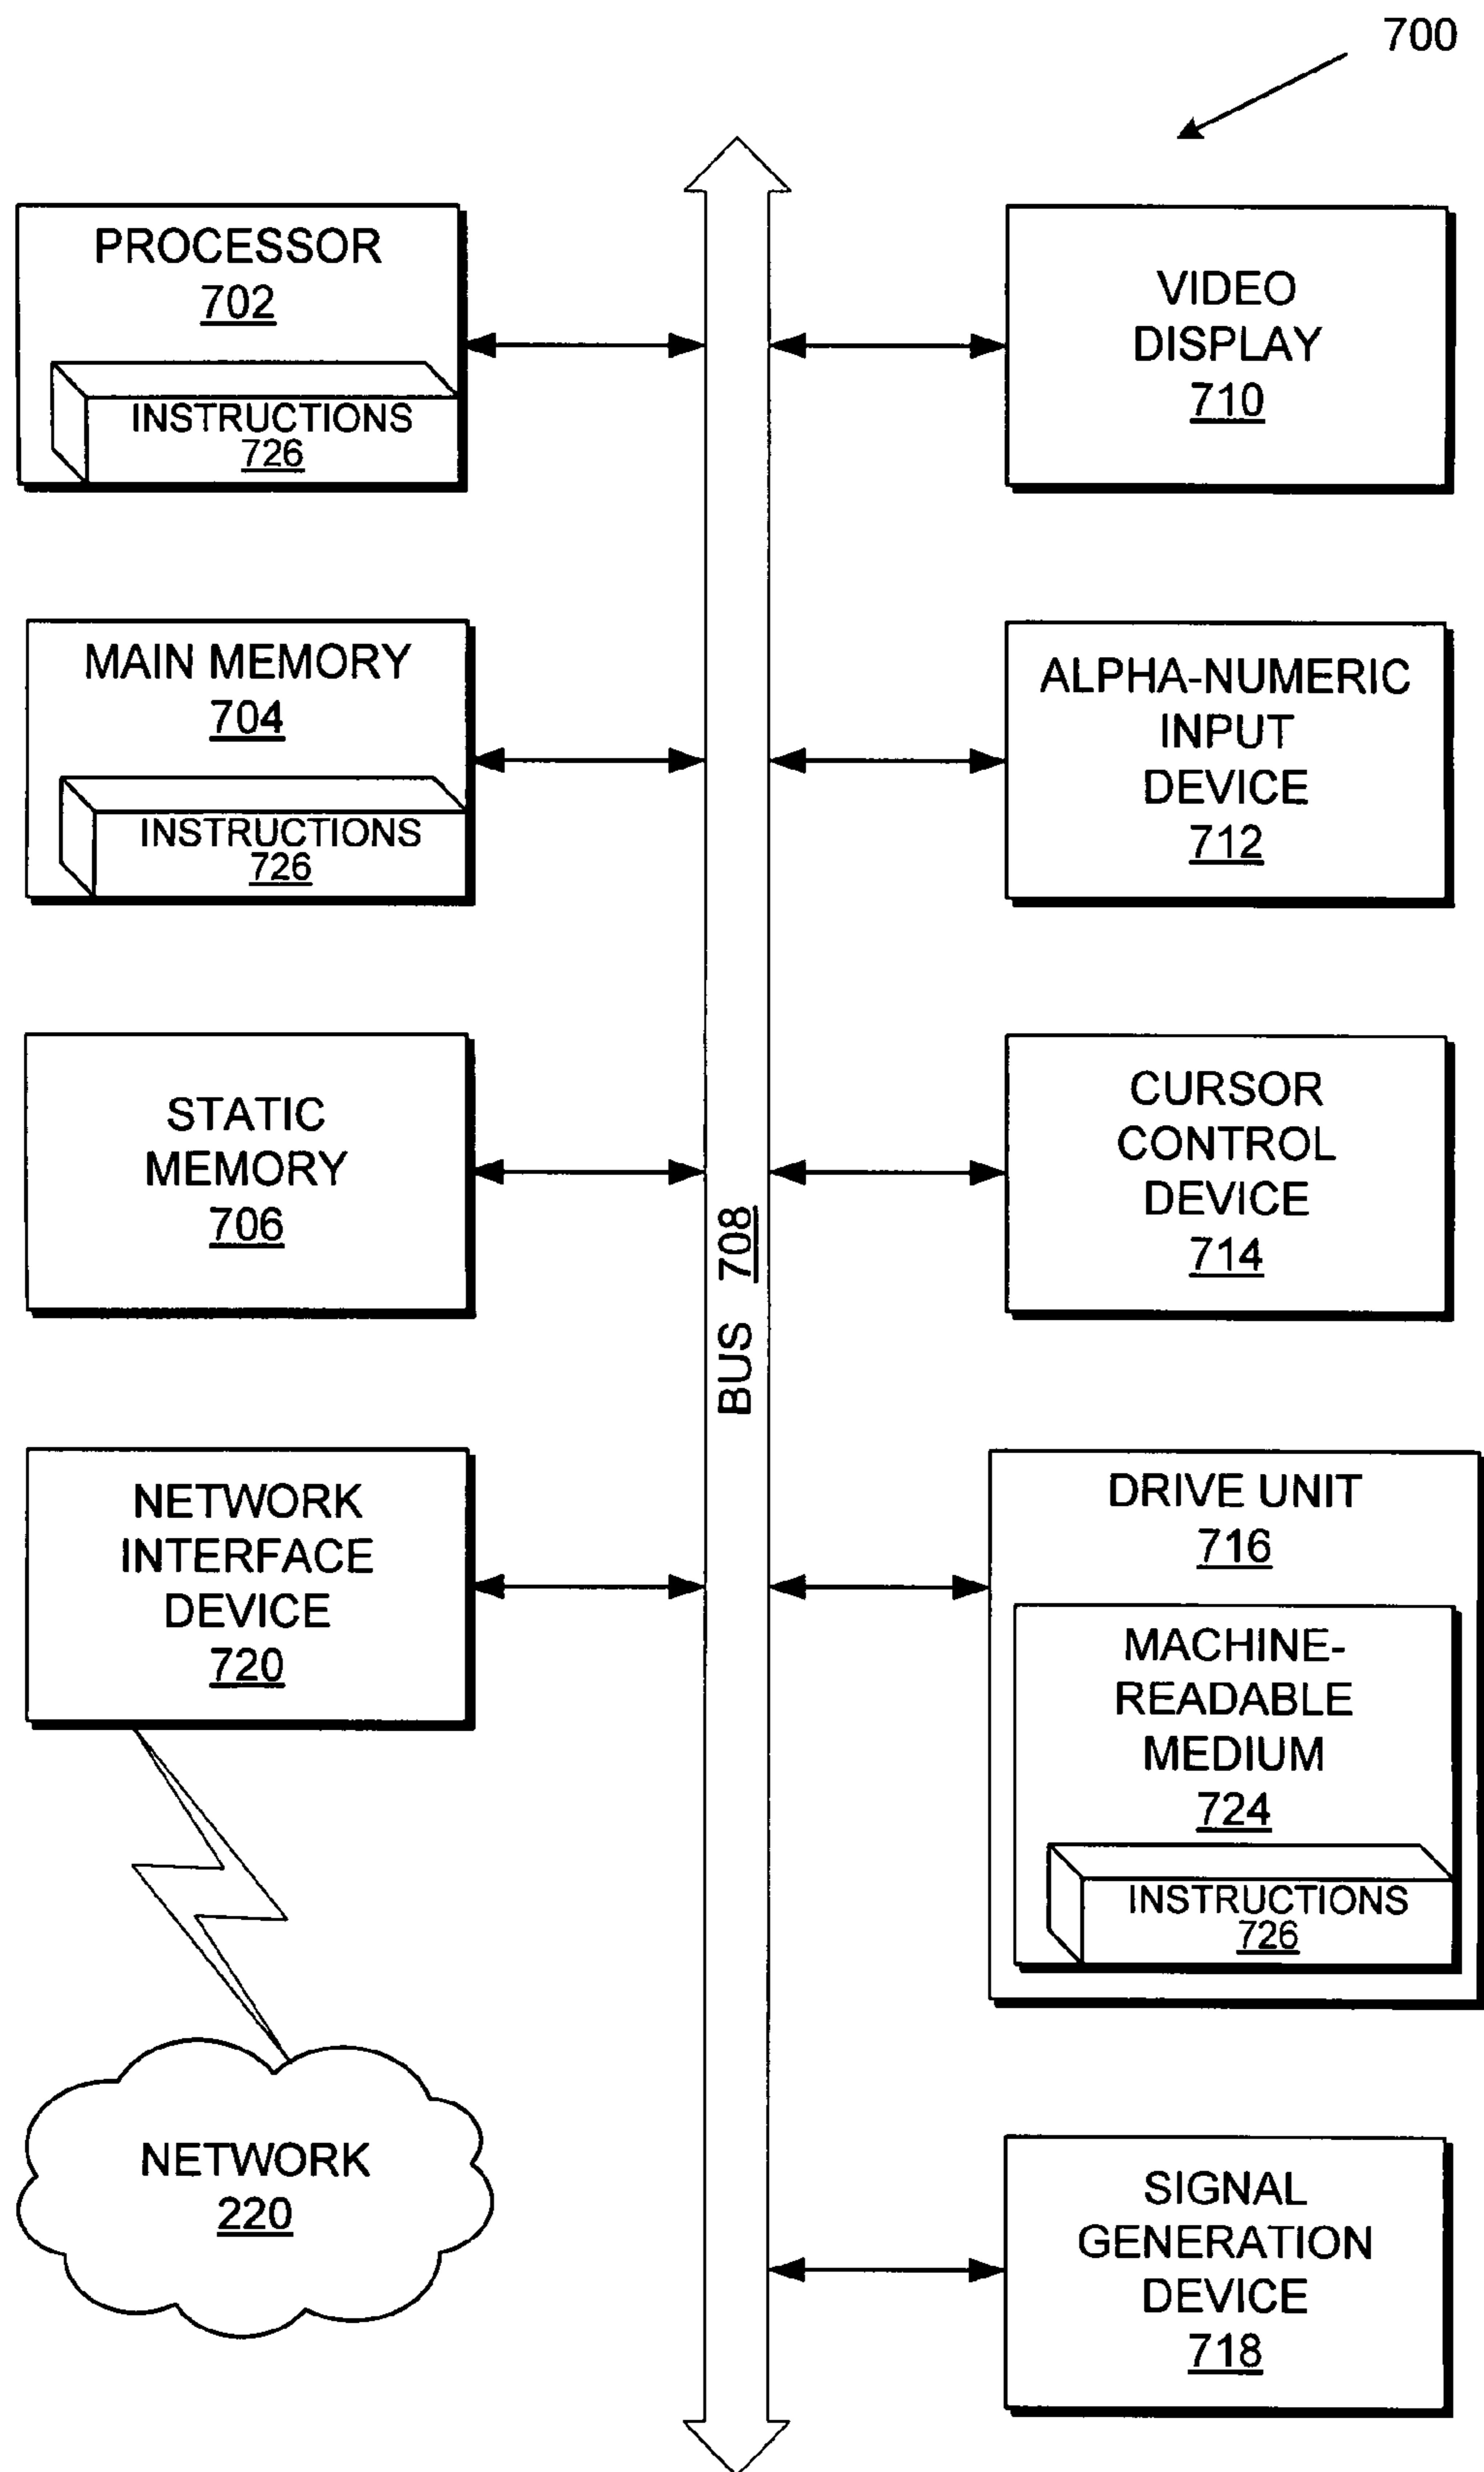 700
PROCESSOR
702
INSTRUCTIONS
726
VIDEO
DISPLAY
710
MAIN MEMORY
704
INSTRUCTIONS
726
ALPHA-NUMERIC
INPUT
DEVICE
712
STATIC
MEMORY
706
CURSOR
CONTROL
DEVICE
714
BUS 708
NETWORK
INTERFACE
DEVICE
720
DRIVE UNIT
716
MACHINE-
READABLE
MEDIUM
724
INSTRUCTIONS
726
NETWORK
220
SIGNAL
GENERATION
DEVICE
718